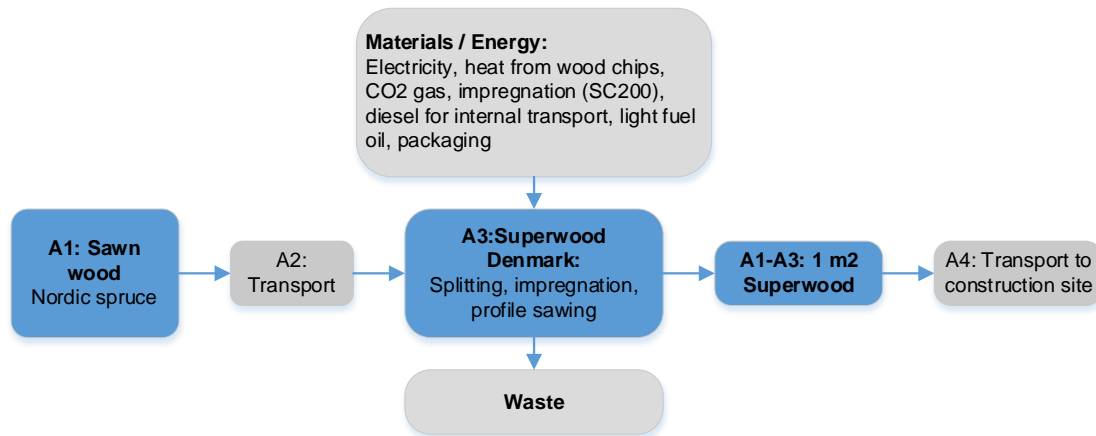 Materials / Energy:
Electricity, heat from wood chips,
CO2 gas, impregnation (SC200),
diesel for internal transport, light fuel
oil, packaging
A1: Sawn
wood
Nordic spruce
A2:
Transport
A3:Superwood
Denmark:
Splitting, impregnation,
profile sawing
A1-A3: 1 m2
Superwood
A4: Transport to
construction site
Waste